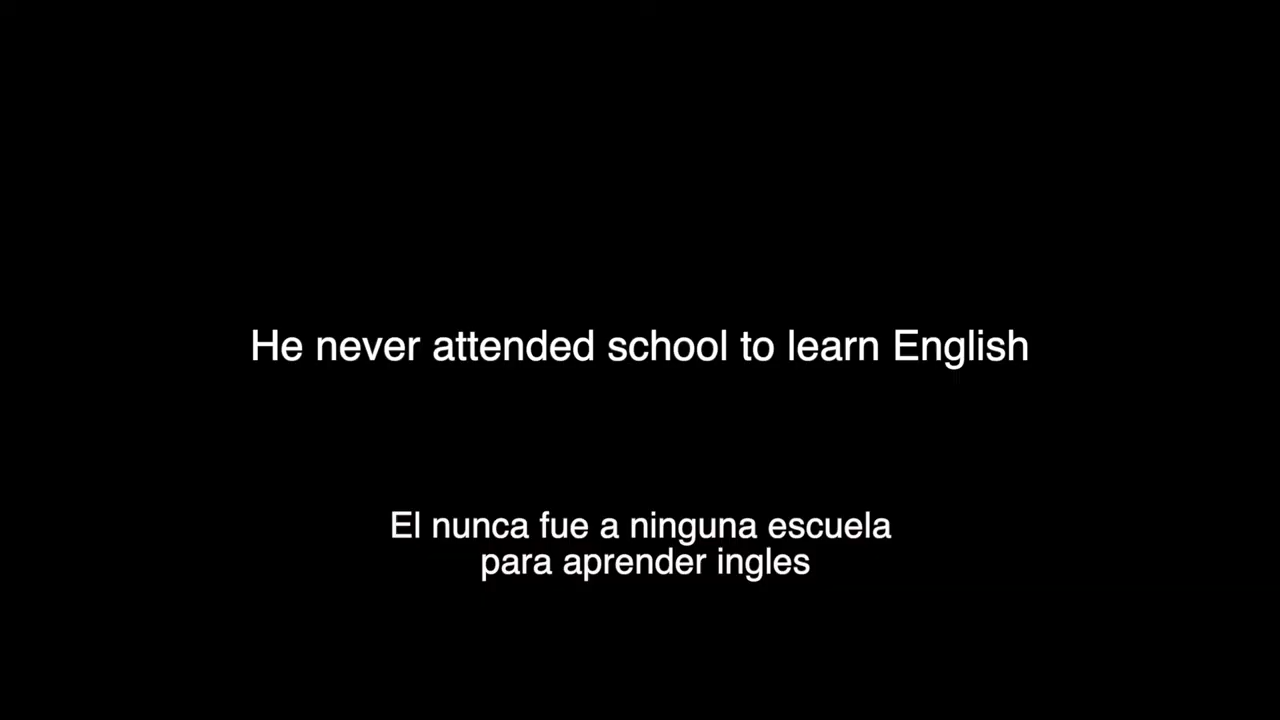 He never attended school to learn English
El nunca fue a ninguna escuela
para aprender ingles